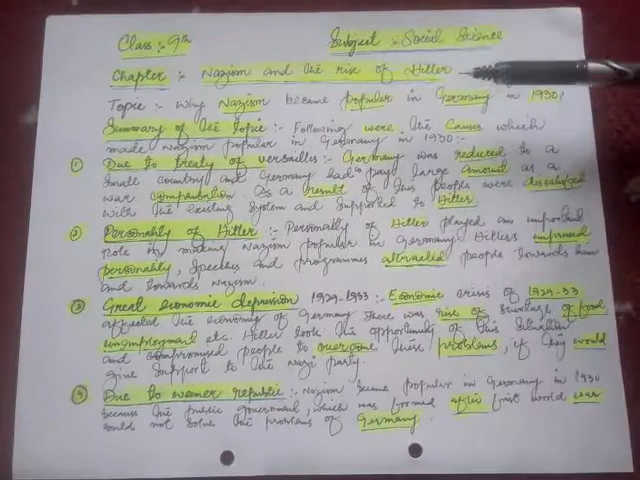 Class :- 9th
Subject :- Social Science
Chapter :- Nazism and the rise of Hitler
Topic :- Why Nazism became popular in Germany in 1930,
Summary of the topic :- Following were the causes which
made Nazism popular in Germany in 1930 :-
① Due to treaty of versailles :- Germany was reduced to a
small country and Germany had pay large amount as a
war compensation. As a result of this people were dissatisfied
with the existing system and supported to Hitler
② Personality of Hitler :- Personality of Hitler played an important
role in making Nazism popular in Germany. Hitler's impressed
personality, speeches and programmes attracted people towards him
and towards nazism.
③ Great economic depression 1929-1933 :- Economic crisis of 1929-33
affected the economy of Germany. There was rise of shortage of food,
unemployment etc. Hitler took the opportunity of this situation
and promised people to overcome these problems, if they would
give support to the Nazi party.
④ Due to wemer republic :- Nazism became popular in Germany in 1930
because the government, which was formed after first world war
could not solve the problems of Germany.